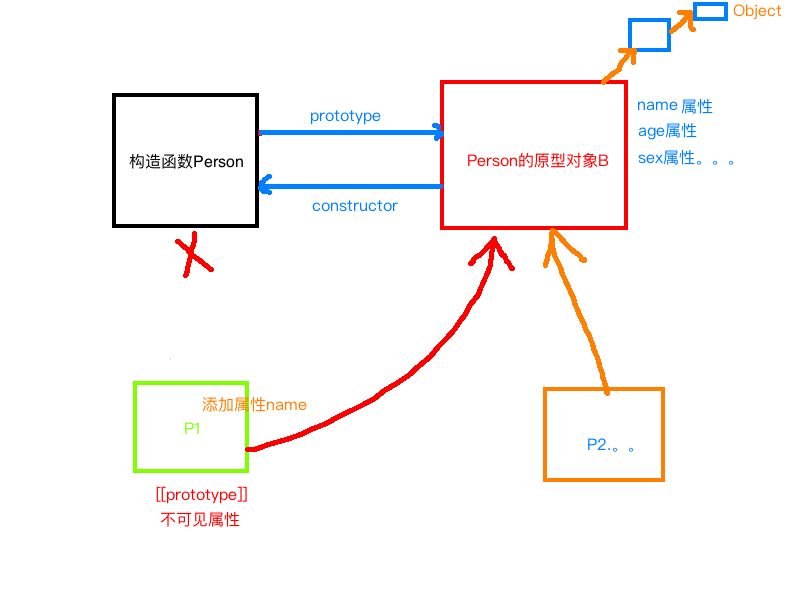 Object
name 属性
prototype
age属性
构造函数Person
Person的原型对象B
sex属性。。。
constructor
添加属性name
P1
P2.。。
[[prototype]]
不可见属性